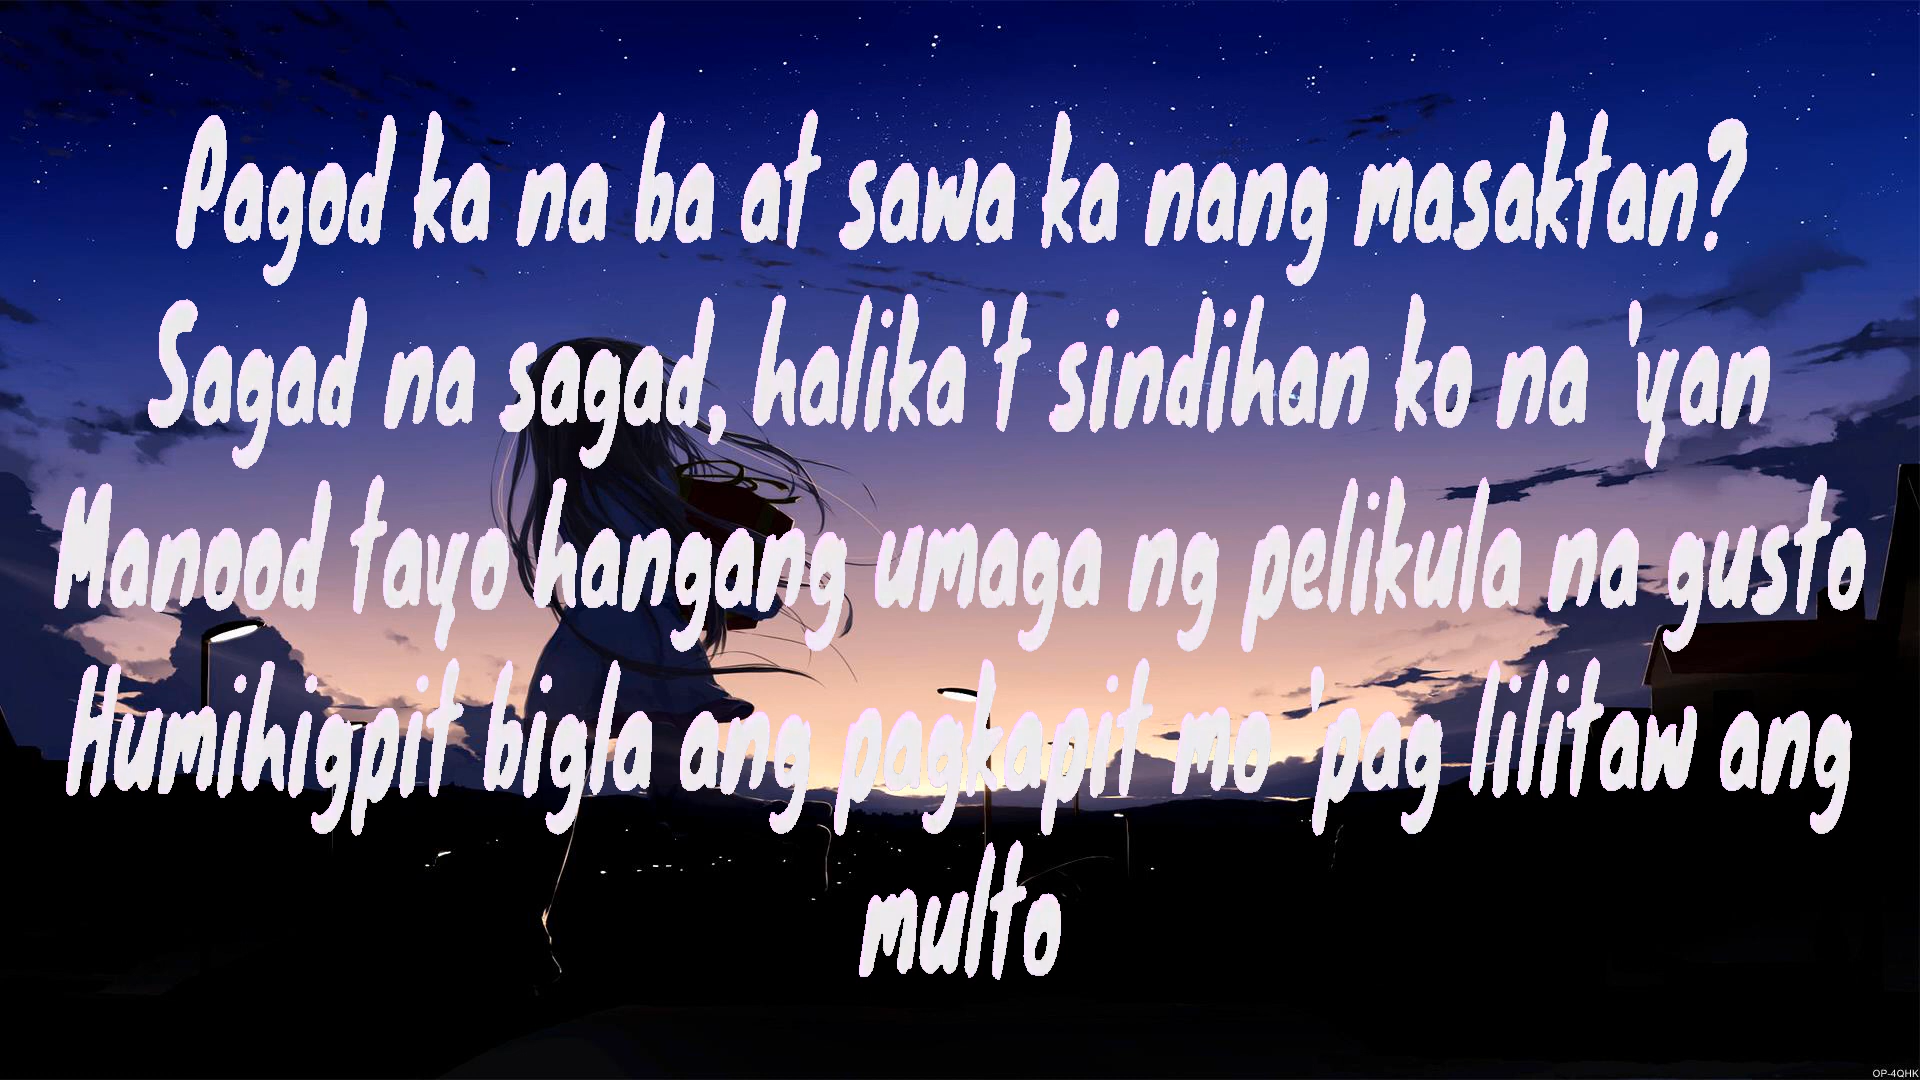 Pagod ka na ba at sawa ka nang masaktan?
Sagad na sagad, halika't sindihan ko na 'yan
Manood tayo hangang umaga ng pelikula na gusto
Humihigpit bigla ang pagkapit mo 'pag lilitaw ang
multo
OP-4QHK